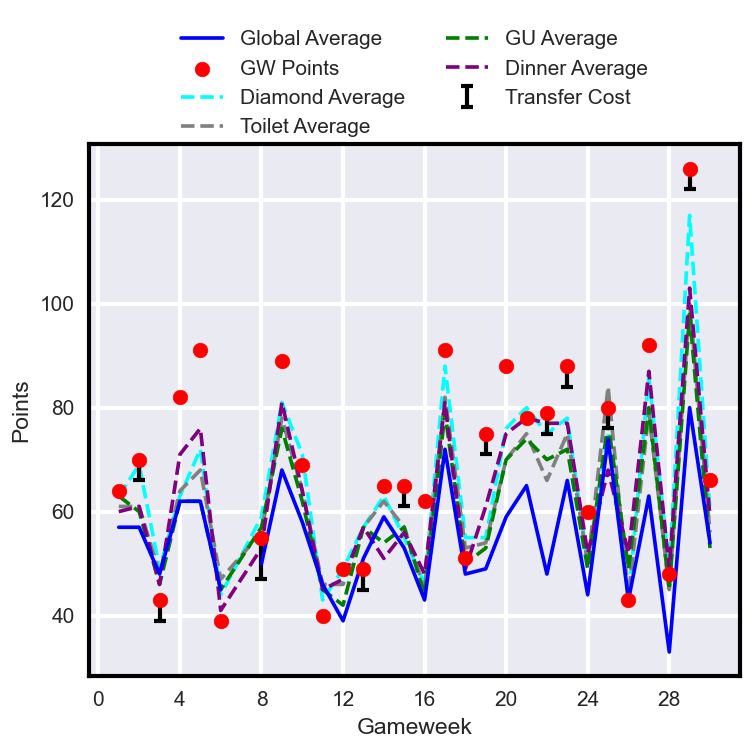 Global Average
GW Points
Diamond Average
Toilet Average
GU Average
Dinner Average
Transfer Cost
120
100
80
60
40
Points
0 4 8 12 16 20 24 28
Gameweek